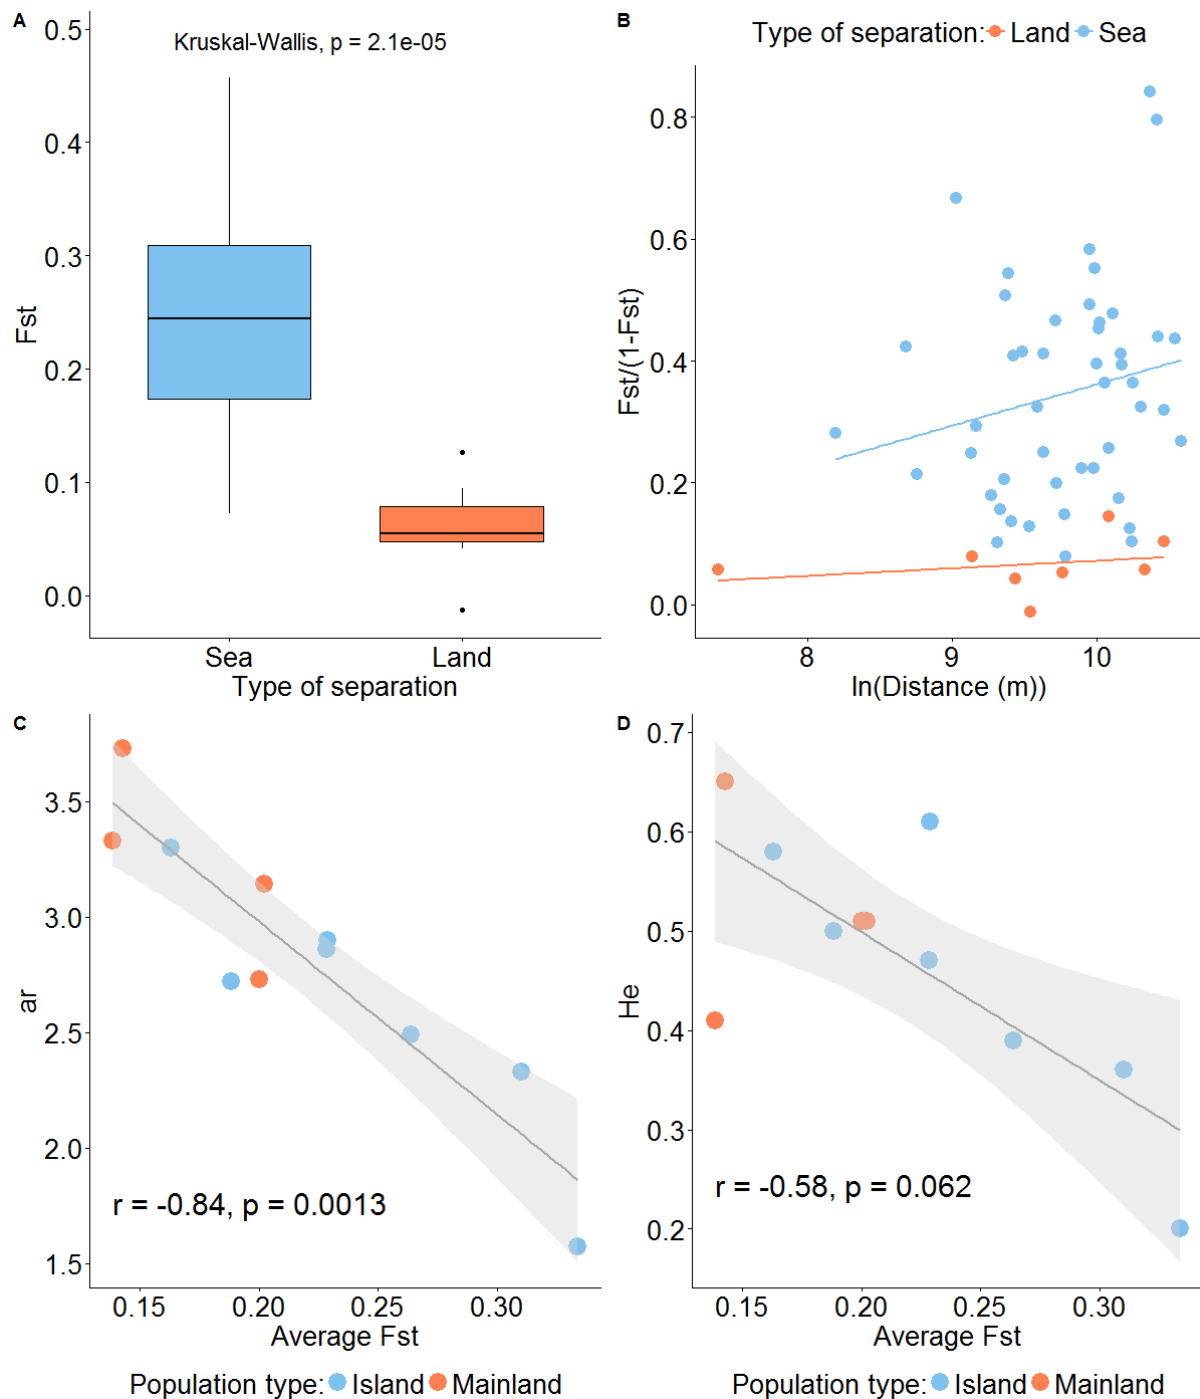 A
Kruskal-Wallis, p = 2.1e-05
Fst
0.5
0.4
0.3
0.2
0.1
0.0
Sea Land
Type of separation
B
Type of separation: Land Sea
Fst/(1-Fst)
0.8
0.6
0.4
0.2
0.0
8 9 10
ln(Distance (m))
C
ar
3.5
3.0
2.5
2.0
1.5
r = -0.84, p = 0.0013
0.15 0.20 0.25 0.30
Average Fst
Population type: Island Mainland
D
He
0.7
0.6
0.5
0.4
0.3
0.2
r = -0.58, p = 0.062
0.15 0.20 0.25 0.30
Average Fst
Population type: Island Mainland